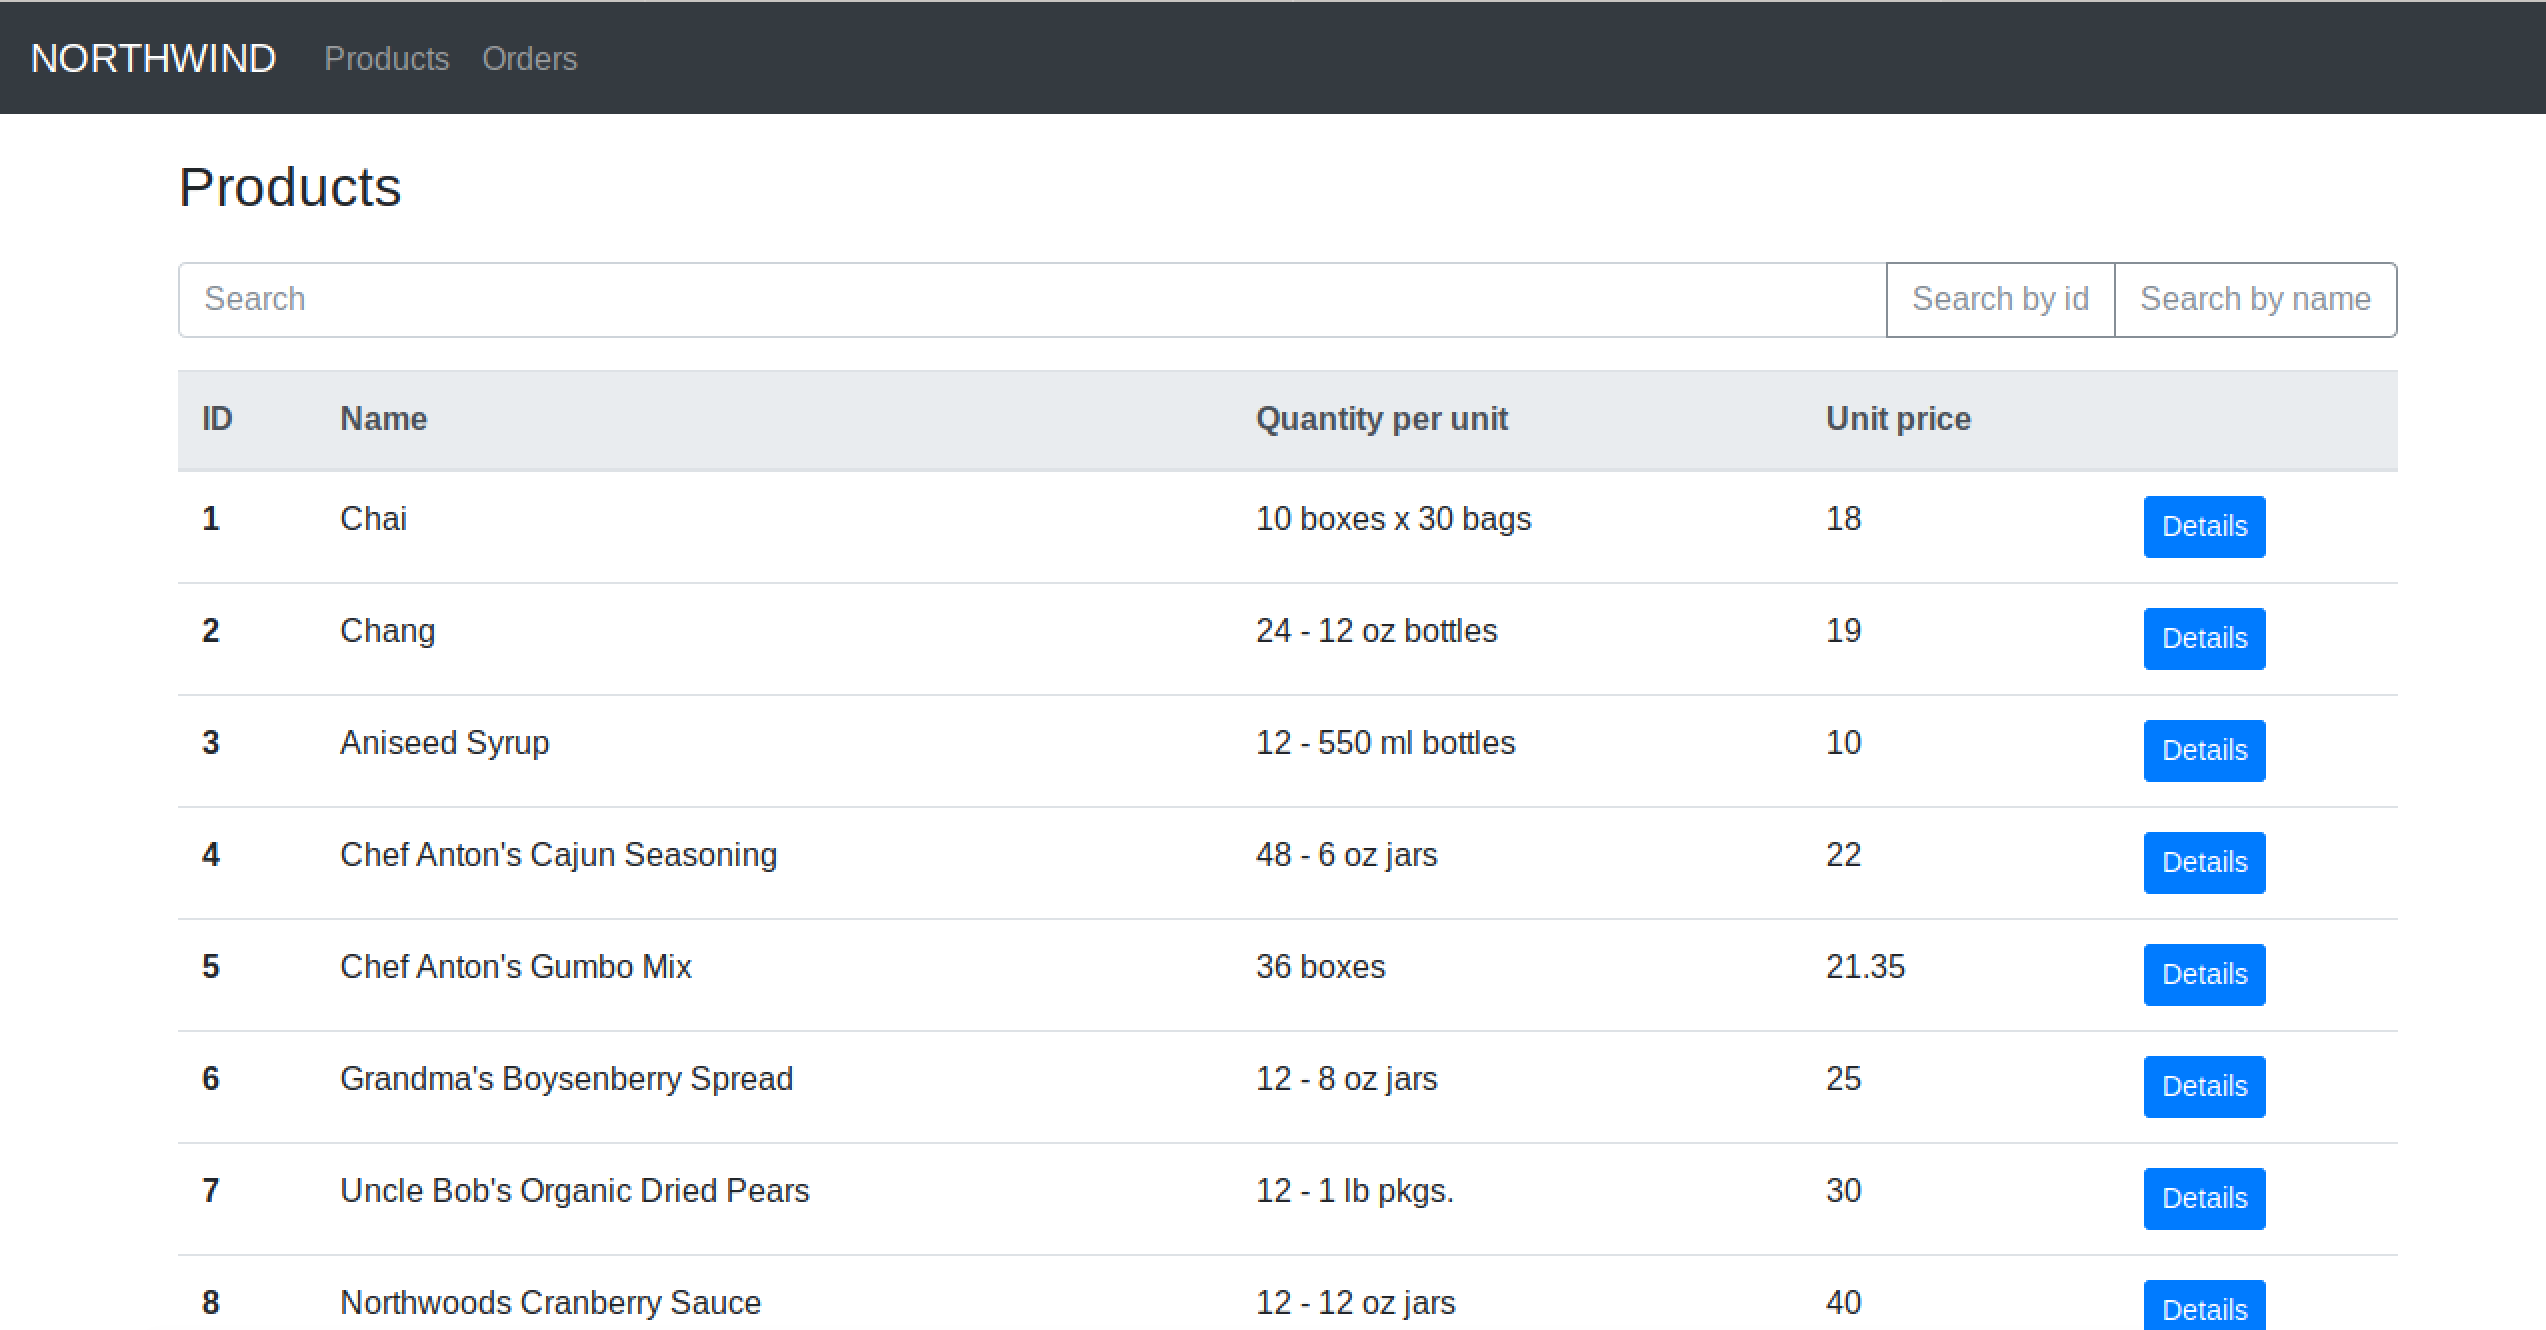 NORTHWIND Products Orders
Products
Search Search by id Search by name
ID Name Quantity per unit Unit price
1 Chai 10 boxes x 30 bags 18 Details
2 Chang 24 - 12 oz bottles 19 Details
3 Aniseed Syrup 12 - 550 ml bottles 10 Details
4 Chef Anton's Cajun Seasoning 48 - 6 oz jars 22 Details
5 Chef Anton's Gumbo Mix 36 boxes 21.35 Details
6 Grandma's Boysenberry Spread 12 - 8 oz jars 25 Details
7 Uncle Bob's Organic Dried Pears 12 - 1 lb pkgs. 30 Details
8 Northwoods Cranberry Sauce 12 - 12 oz jars 40 Details